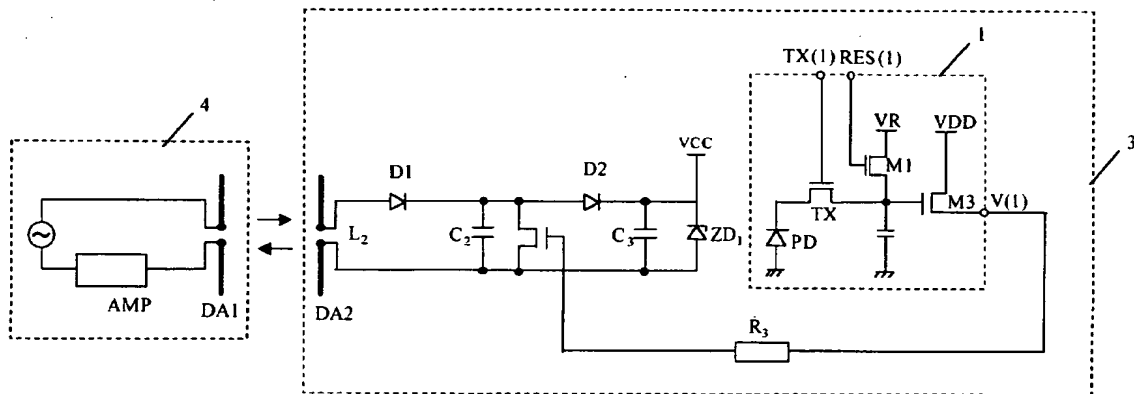 1
TX(1) RES(1)
4
3
VR
VDD
VCC
M1
D1
D2
M3
V(1)
TX
L2
C2
C3
ZD1
PD
AMP
DA1
DA2
R3